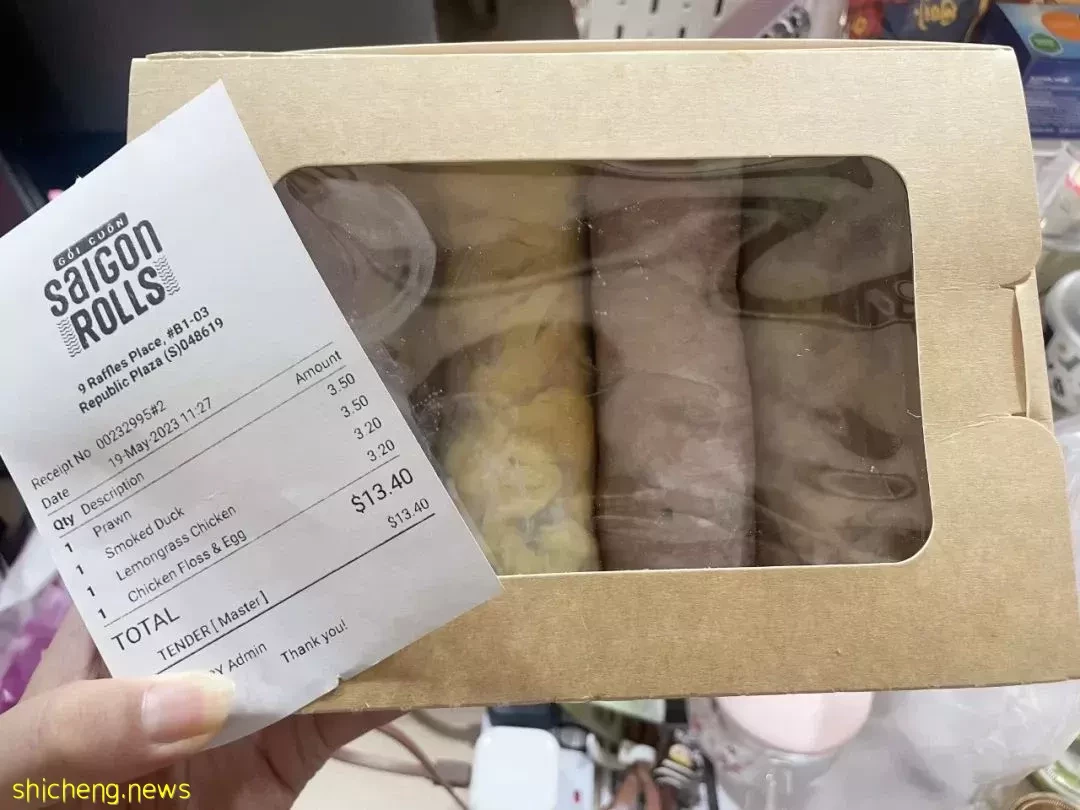 GỎI CUỐN
SaIGON
ROLLS
9 Raffles Place, #B1-03
Republic Plaza (S)048619
Receipt No 00232995#2
Date 19-May-2023 11:27
Qty Description Amount
1 Prawn 3.50
1 Smoked Duck 3.50
1 Lemongrass Chicken 3.20
1 Chicken Floss & Egg 3.20
TOTAL $13.40
TENDER [ Master ] $13.40
BY Admin
Thank you!
shicheng.news